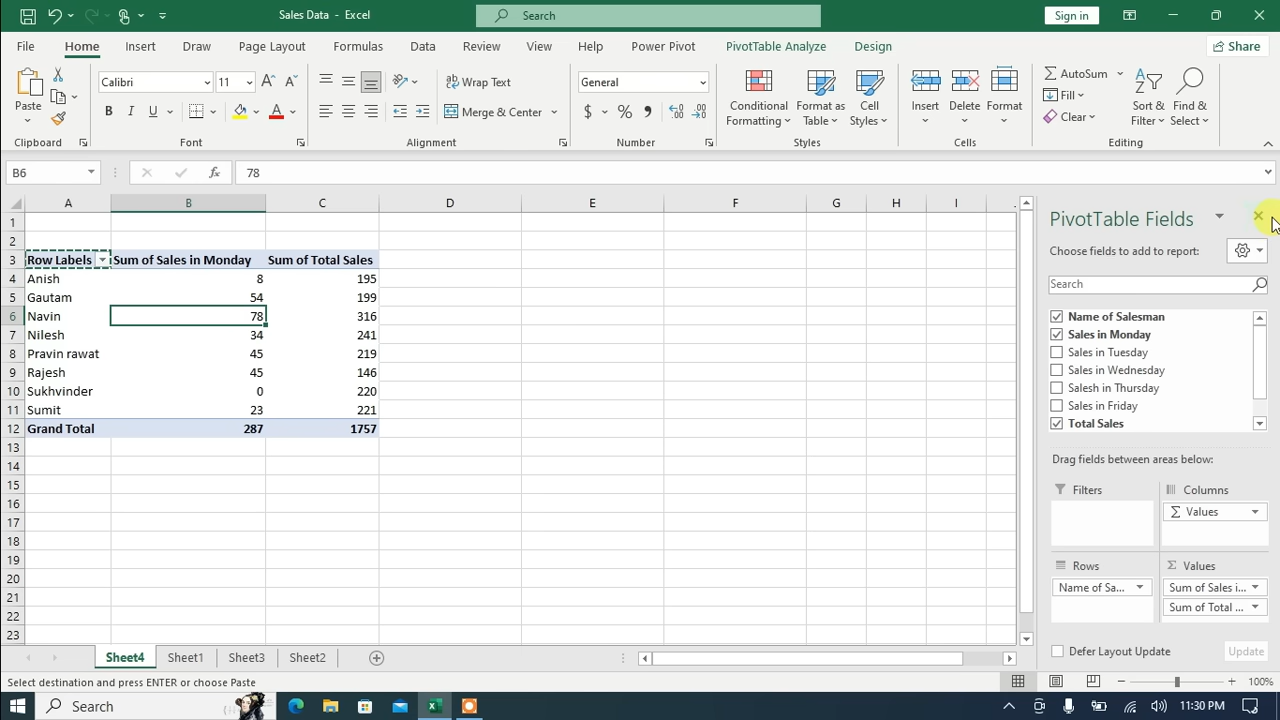 Sales Data - Excel
Search
Sign in
File Home Insert Draw Page Layout Formulas Data Review View Help Power Pivot PivotTable Analyze Design Share
Paste
Calibri 11
Wrap Text
General
Conditional Formatting
Format as Table
Cell Styles
Insert
Delete
Format
AutoSum
Fill
Clear
Sort & Filter
Find & Select
B I U
Merge & Center
$ %
Clipboard Font Alignment Number Styles Cells Editing
B6 fx 78
A B C D E F G H I
1
2
3 Row Labels Sum of Sales in Monday Sum of Total Sales
4 Anish 8 195
5 Gautam 54 199
6 Navin 78 316
7 Nilesh 34 241
8 Pravin rawat 45 219
9 Rajesh 45 146
10 Sukhvinder 0 220
11 Sumit 23 221
12 Grand Total 287 1757
13
14
15
16
17
18
19
20
21
22
23
PivotTable Fields
Choose fields to add to report:
Search
Name of Salesman
Sales in Monday
Sales in Tuesday
Sales in Wednesday
Salesh in Thursday
Sales in Friday
Total Sales
Drag fields between areas below:
Filters
Columns
Σ Values
Rows
Σ Values
Name of Sa...
Sum of Sales i...
Sum of Total ...
Defer Layout Update
Update
Sheet4 Sheet1 Sheet3 Sheet2
Select destination and press ENTER or choose Paste
100%
Search
11:30 PM